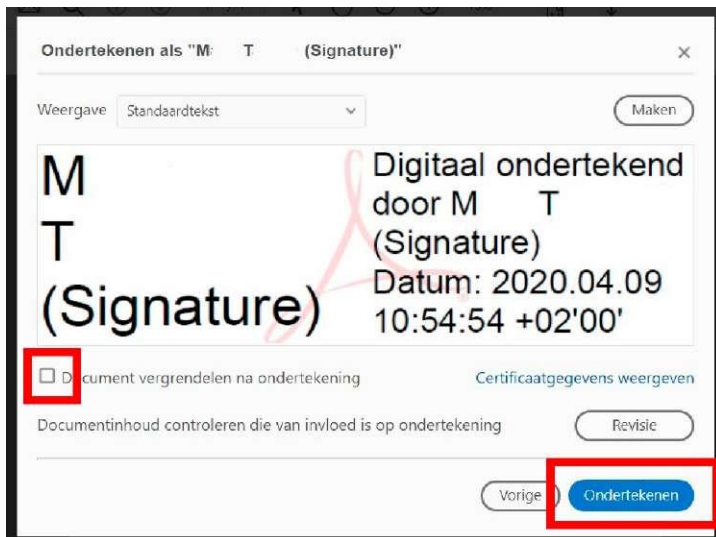 Ondertekenen als "M T (Signature)"
Weergave Standaardtekst Maken
M
T
(Signature)
Digitaal ondertekend
door M T
(Signature)
Datum: 2020.04.09
10:54:54 +02'00'
Document vergrendelen na ondertekening Certificaatgegevens weergeven
Documentinhoud controleren die van invloed is op ondertekening Revisie
Vorige Ondertekenen